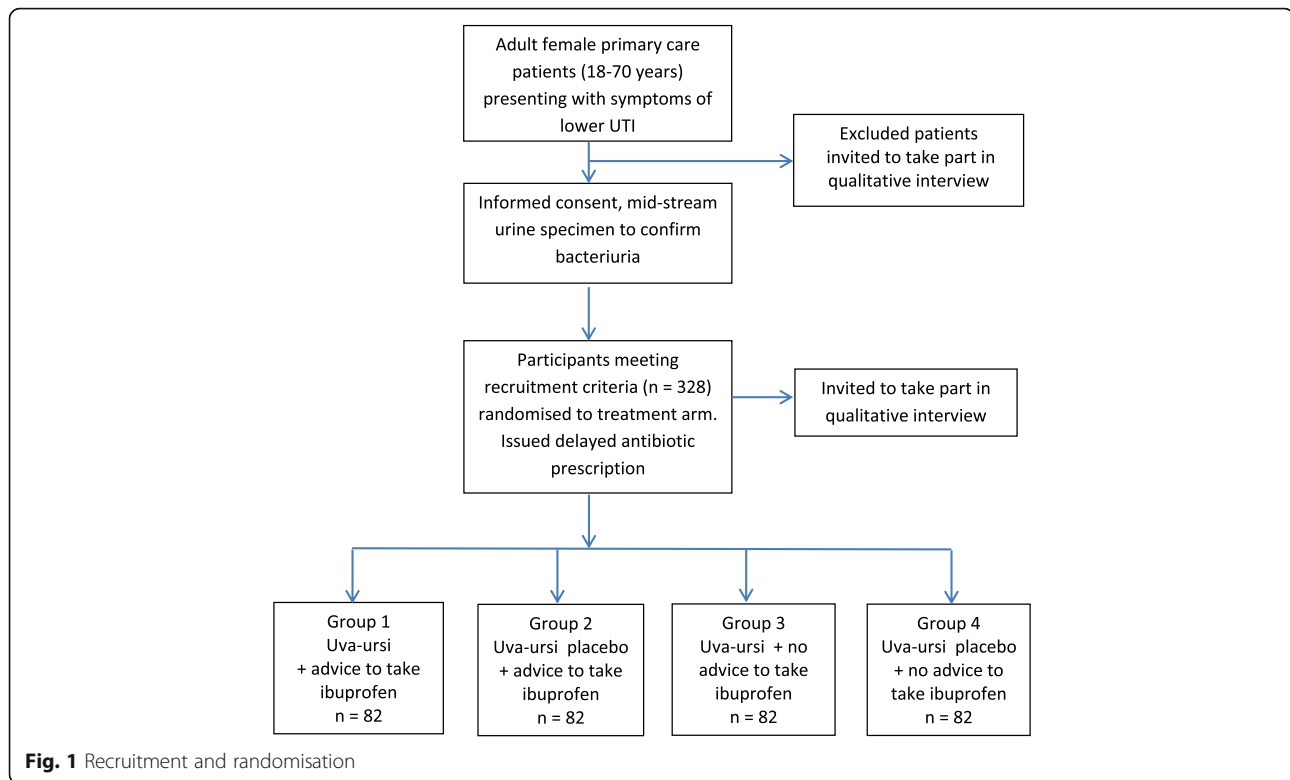 Adult female primary care
patients (18-70 years)
presenting with symptoms of
lower UTI
Excluded patients
invited to take part in
qualitative interview
Informed consent, mid-stream
urine specimen to confirm
bacteriuria
Participants meeting
recruitment criteria (n = 328)
randomised to treatment arm.
Issued delayed antibiotic
prescription
Invited to take part in
qualitative interview
Group 1
Uva-ursi
+ advice to take
ibuprofen
n = 82
Group 2
Uva-ursi placebo
+ advice to take
ibuprofen
n = 82
Group 3
Uva-ursi + no
advice to take
ibuprofen
n = 82
Group 4
Uva-ursi placebo
+ no advice to
take ibuprofen
n = 82
Fig. 1 Recruitment and randomisation